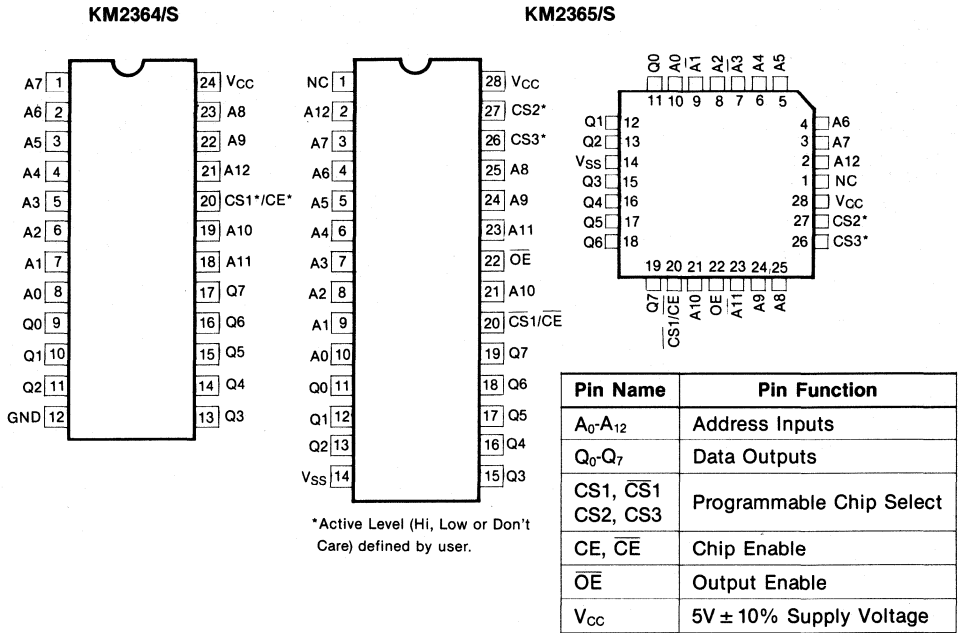 KM2364/S
A7 1 24 VCC
A6 2 23 A8
A5 3 22 A9
A4 4 21 A12
A3 5 20 CS1*/CE*
A2 6 19 A10
A1 7 18 A11
A0 8 17 Q7
Q0 9 16 Q6
Q1 10 15 Q5
Q2 11 14 Q4
GND 12 13 Q3
KM2365/S
NC 1 28 VCC
A12 2 27 CS2*
A7 3 26 CS3*
A6 4 25 A8
A5 5 24 A9
A4 6 23 A11
A3 7 22 O̅E̅
A2 8 21 A10
A1 9 20 C̅S̅1/C̅E̅
A0 10 19 Q7
Q0 11 18 Q6
Q1 12 17 Q5
Q2 13 16 Q4
VSS 14 15 Q3
*Active Level (Hi, Low or Don't
Care) defined by user.
Q0 A0 A1 A2 A3 A4 A5
11 10 9 8 7 6 5
Q1 12 4 A6
Q2 13 3 A7
VSS 14 2 A12
Q3 15 1 NC
Q4 16 28 VCC
Q5 17 27 CS2*
Q6 18 26 CS3*
19 20 21 22 23 24 25
Q7 C̅S̅1̅/C̅E̅ A10 OE A11 A9 A8
Pin Name Pin Function
A0-A12 Address Inputs
Q0-Q7 Data Outputs
CS1, C̅S̅1 Programmable Chip Select
CS2, CS3
CE, C̅E̅ Chip Enable
O̅E̅ Output Enable
VCC 5V ± 10% Supply Voltage